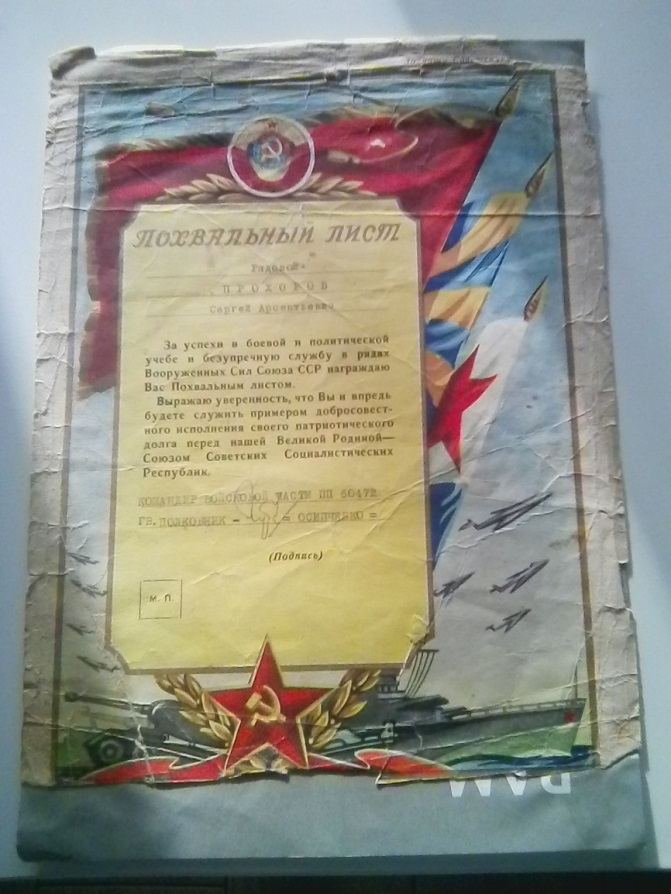 ПОХВАЛЬНЫЙ ЛИСТ
Рядовой
ПРОХОРОВ
Сергей Арсентьевич
За успехи в боевой и политической
учебе и безупречную службу в рядах
Вооруженных Сил Союза ССР награждаю
Вас Похвальным листом.
Выражаю уверенность, что Вы и впредь
будете служить примером добросовест-
ного исполнения своего патриотического
долга перед нашей Великой Родиной—
Союзом Советских Социалистических
Республик.
КОМАНДИР ВОЙСКОВОЙ ЧАСТИ ПП 60472
ГВ. ПОЛКОВНИК - = ОСИПЧЕНКО =
(Подпись)
М. П.